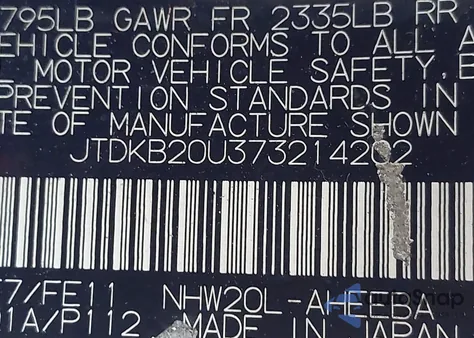 795LB GAWR FR 2335LB RR
EHICLE CONFORMS TO ALL A
MOTOR VEHICLE SAFETY, B
PREVENTION STANDARDS IN
TE OF MANUFACTURE SHOWN
JTDKB20U373214202
7/FE11 NHW20L-AHEEBA
1A/P112 MADE IN JAPAN
AutoSnap